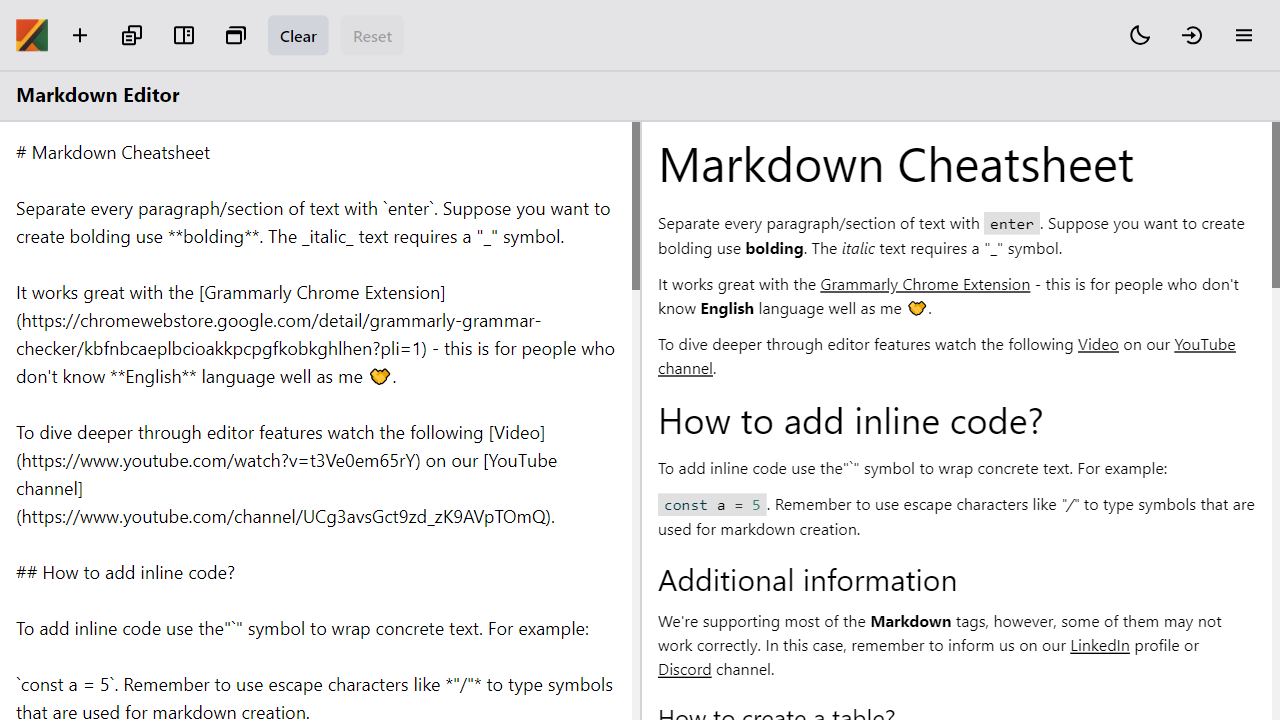 Clear
Reset
Markdown Editor
# Markdown Cheatsheet
Separate every paragraph/section of text with `enter`. Suppose you want to
create bolding use **bolding**. The _italic_ text requires a "_" symbol.
It works great with the [Grammarly Chrome Extension]
(https://chromewebstore.google.com/detail/grammarly-grammar-
checker/kbfnbcaeplbcioakkpcpgfkobkghlhen?pli=1) - this is for people who
don't know **English** language well as me 🤝.
To dive deeper through editor features watch the following [Video]
(https://www.youtube.com/watch?v=t3Ve0em65rY) on our [YouTube
channel]
(https://www.youtube.com/channel/UCg3avsGct9zd_zK9AVpTOmQ).
## How to add inline code?
To add inline code use the"`" symbol to wrap concrete text. For example:
`const a = 5`. Remember to use escape characters like *"/"* to type symbols
that are used for markdown creation.
Markdown Cheatsheet
Separate every paragraph/section of text with enter. Suppose you want to create
bolding use bolding. The italic text requires a "_" symbol.
It works great with the Grammarly Chrome Extension - this is for people who don't
know English language well as me 🤝.
To dive deeper through editor features watch the following Video on our YouTube
channel.
How to add inline code?
To add inline code use the"`" symbol to wrap concrete text. For example:
const a = 5. Remember to use escape characters like "/" to type symbols that are
used for markdown creation.
Additional information
We're supporting most of the Markdown tags, however, some of them may not
work correctly. In this case, remember to inform us on our LinkedIn profile or
Discord channel.
How to create a table?